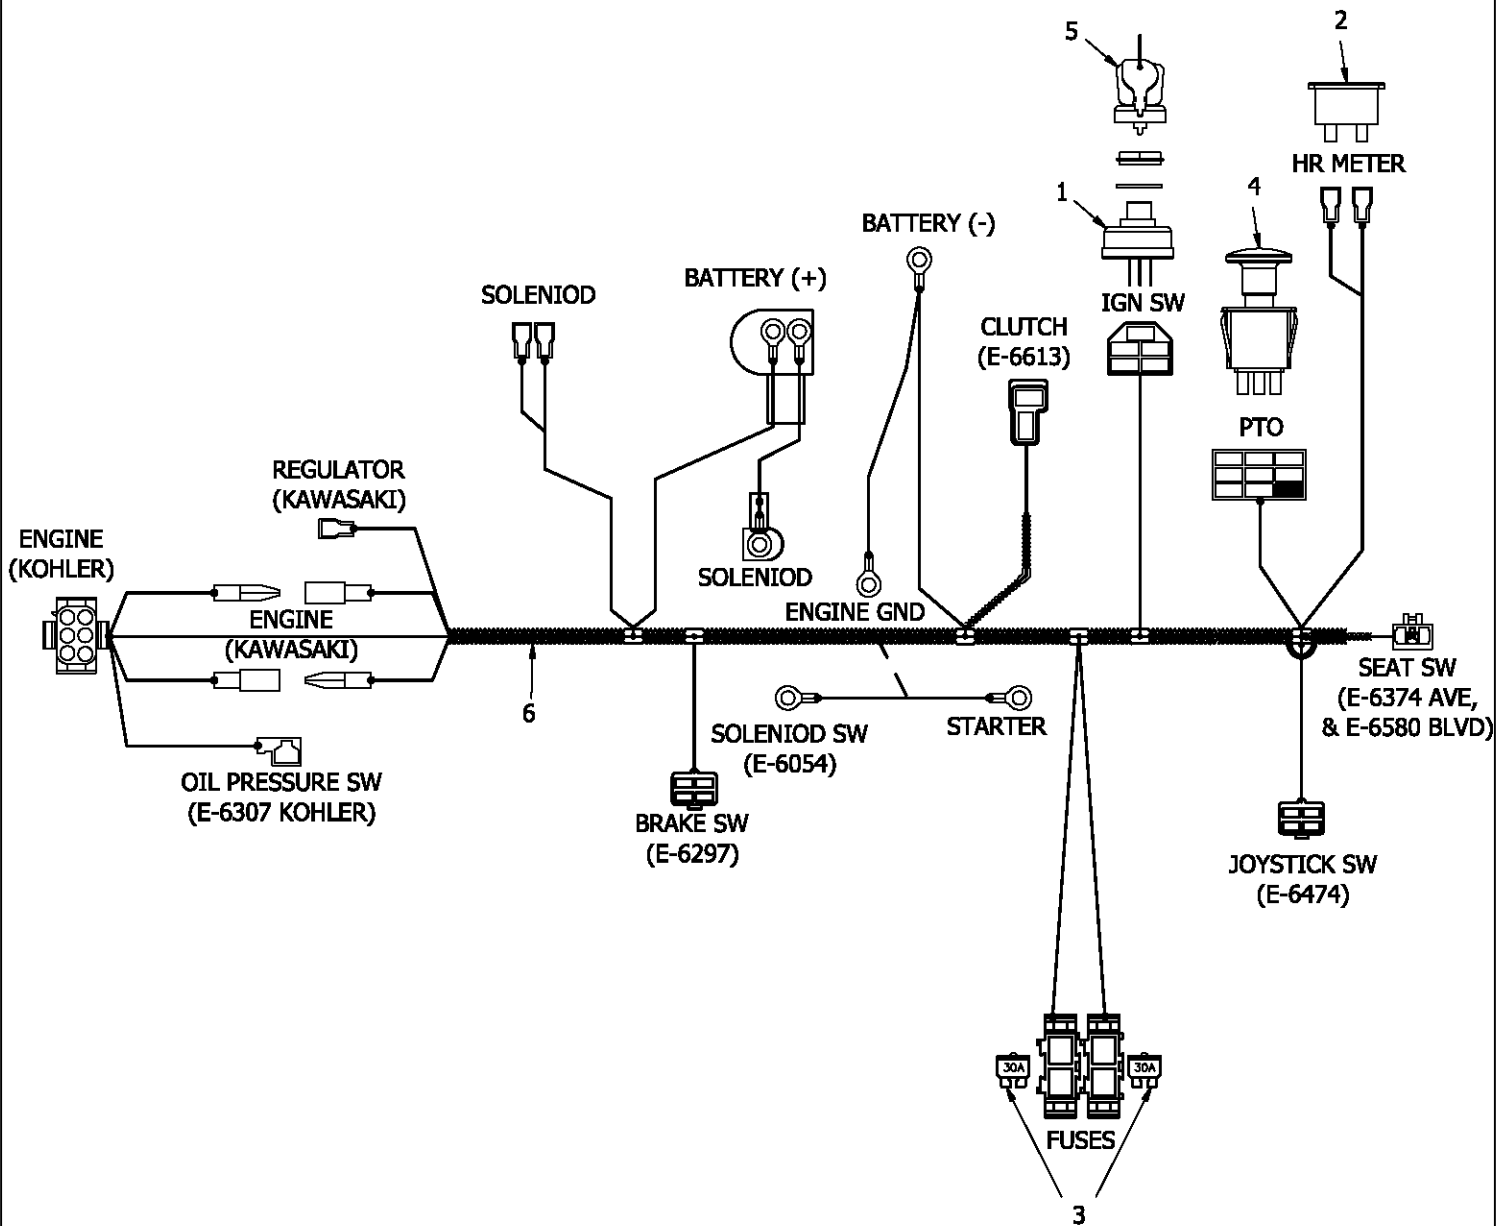 5
2
HR METER
1
4
BATTERY (-)
IGN SW
BATTERY (+)
SOLENIOD
CLUTCH
(E-6613)
PTO
REGULATOR
(KAWASAKI)
ENGINE
(KOHLER)
SOLENIOD
ENGINE GND
ENGINE
(KAWASAKI)
6
SEAT SW
(E-6374 AVE,
& E-6580 BLVD)
SOLENIOD SW
(E-6054)
STARTER
OIL PRESSURE SW
(E-6307 KOHLER)
BRAKE SW
(E-6297)
JOYSTICK SW
(E-6474)
30A
30A
FUSES
3